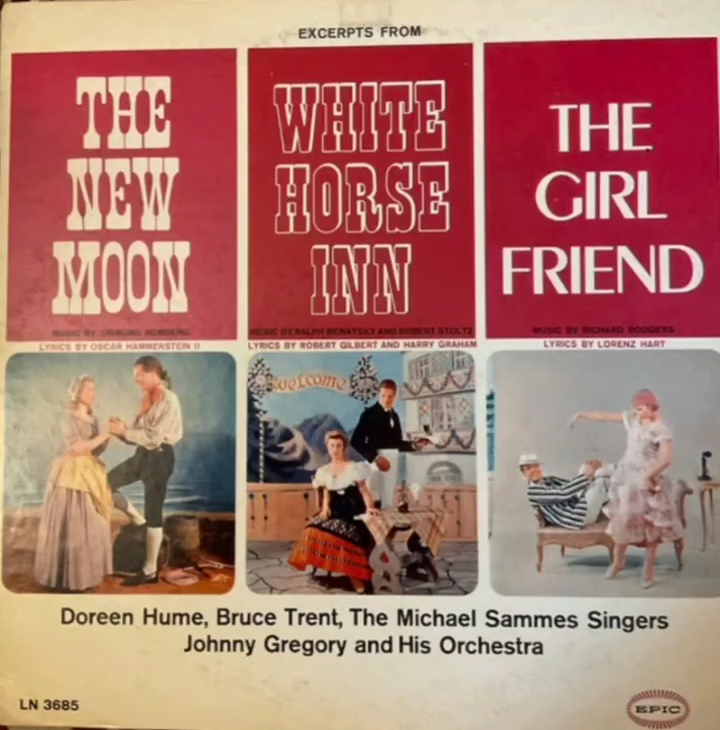 EXCERPTS FROM
THE
NEW
MOON
MUSIC BY SIGMUND ROMBERG
LYRICS BY OSCAR HAMMERSTEIN II
WHITE
HORSE
INN
MUSIC BY RALPH BENATSKY AND ROBERT STOLTZ
LYRICS BY ROBERT GILBERT AND HARRY GRAHAM
THE
GIRL
FRIEND
MUSIC BY RICHARD RODGERS
LYRICS BY LORENZ HART
welcome
Doreen Hume, Bruce Trent, The Michael Sammes Singers
Johnny Gregory and His Orchestra
LN 3685
EPIC